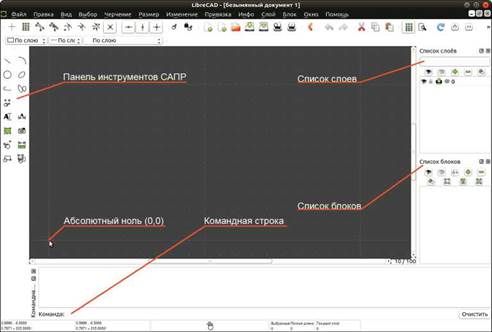 LibreCAD - [безымянный документ 1]
Файл Правка Вид Выбор Черчение Размер Изменение Привязка Инфо Слой Блок Окно Помощь
По слою По слою По слою
Список слоёв
Панель инструментов САПР
Список слоев
0
Список блоков
Список блоков
Абсолютный ноль (0,0)
Командная строка
10 / 100
Команда:
Очистить